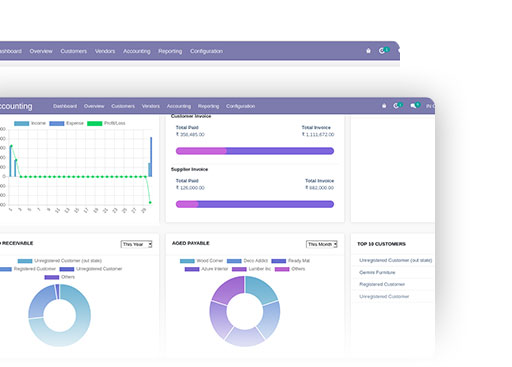 Dashboard Overview Customers Vendors Accounting Reporting Configuration
Accounting Dashboard Overview Customers Vendors Accounting Reporting Configuration
Income Expense Profit/Loss
Customer Invoice
Total Paid Total Invoice
₹ 356,485.00 ₹ 1,111,672.00
Supplier Invoice
Total Paid Total Invoice
₹ 125,000.00 ₹ 682,000.00
RECEIVABLE This Year
Unregistered Customer (out state)
Registered Customer Unregistered Customer
Others
AGED PAYABLE This Month
Wood Corner Deco Addict Ready Mat
Azure Interior Lumber Inc Others
TOP 10 CUSTOMERS
Unregistered Customer (out state)
Gemini Furniture
Registered Customer
Unregistered Customer